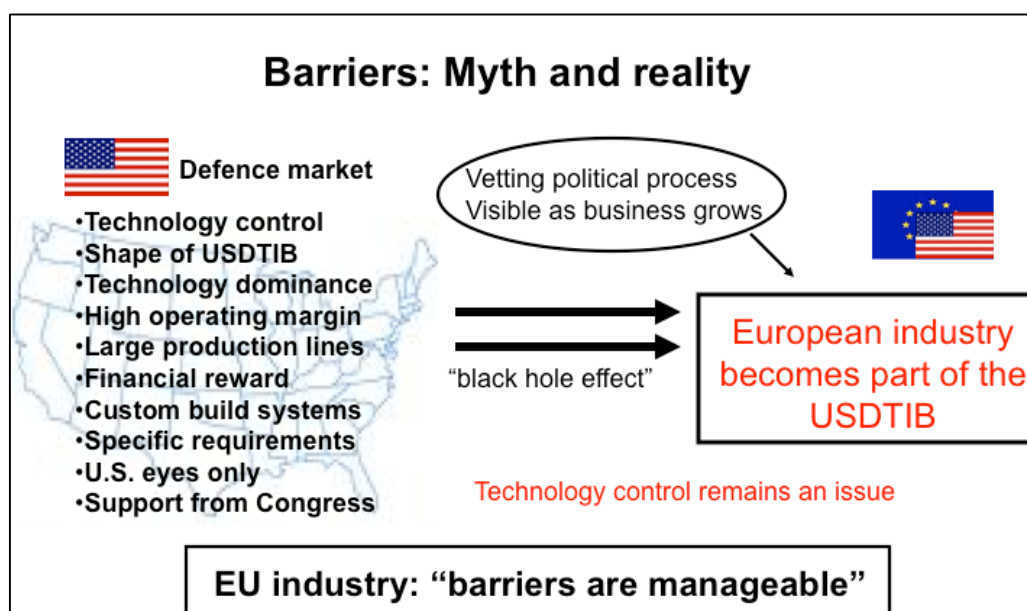 Barriers: Myth and reality
Defence market
•Technology control
•Shape of USDTIB
•Technology dominance
•High operating margin
•Large production lines
•Financial reward
•Custom build systems
•Specific requirements
•U.S. eyes only
•Support from Congress
Vetting political process
Visible as business grows
“black hole effect”
European industry
becomes part of the
USDTIB
Technology control remains an issue
EU industry: “barriers are manageable”